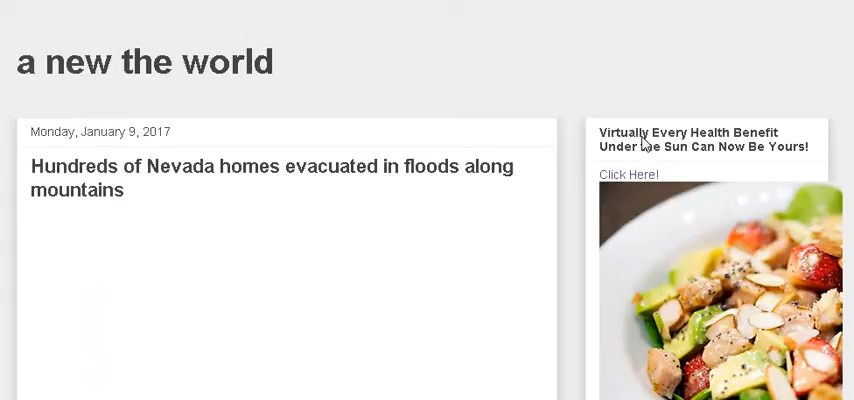 a new the world
Monday, January 9, 2017
Hundreds of Nevada homes evacuated in floods along
mountains
Virtually Every Health Benefit
Under the Sun Can Now Be Yours!
Click Here!